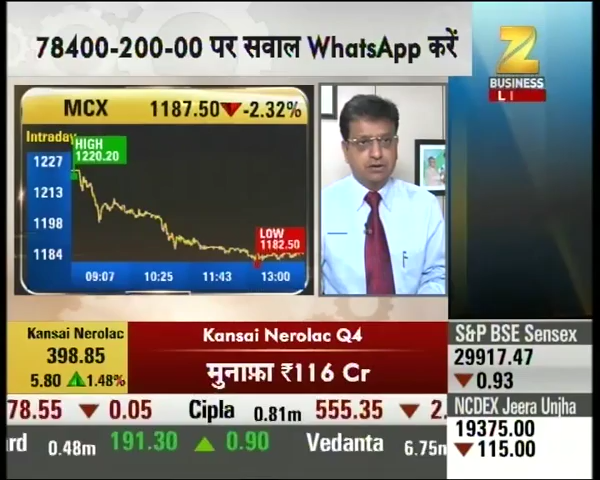 78400-200-00 पर सवाल WhatsApp करें
Z
BUSINESS
MCX 1187.50 -2.32%
Intraday
HIGH
1220.20
1227
1213
1198
1184
LOW
1182.50
09:07 10:25 11:43 13:00
Kansai Nerolac
398.85
5.80 1.48%
Kansai Nerolac Q4
मुनाफ़ा ₹116 Cr
S&P BSE Sensex
29917.47
0.93
NCDEX Jeera Unjha
19375.00
115.00
78.55 0.05 Cipla 0.81m 555.35 2.
rd 0.48m 191.30 0.90 Vedanta 6.75m